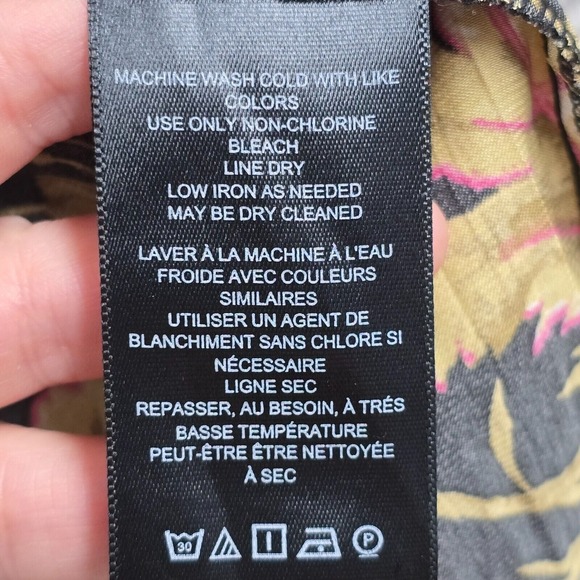 MACHINE WASH COLD WITH LIKE
COLORS
USE ONLY NON-CHLORINE
BLEACH
LINE DRY
LOW IRON AS NEEDED
MAY BE DRY CLEANED
LAVER À LA MACHINE À L'EAU
FROIDE AVEC COULEURS
SIMILAIRES
UTILISER UN AGENT DE
BLANCHIMENT SANS CHLORE SI
NÉCESSAIRE
LIGNE SEC
REPASSER, AU BESOIN, À TRÉS
BASSE TEMPÉRATURE
PEUT-ÊTRE ÊTRE NETTOYÉE
À SEC
30 P